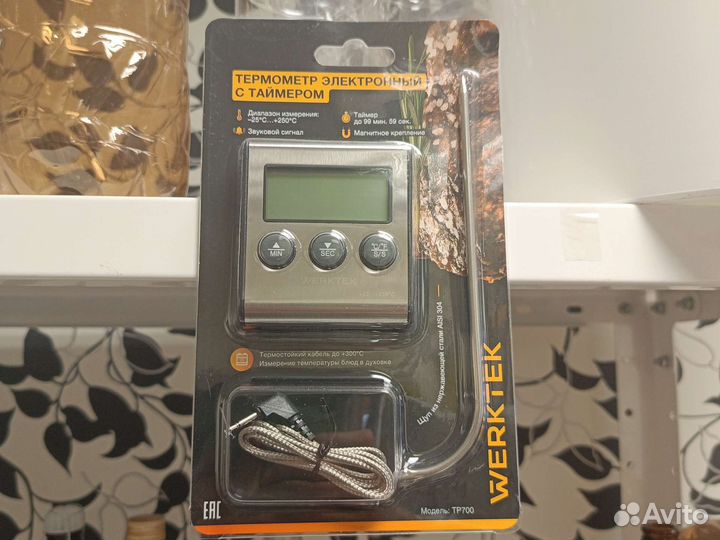 ТЕРМОМЕТР ЭЛЕКТРОННЫЙ
С ТАЙМЕРОМ
Диапазон измерения:
–25°C...+250°C
Таймер
до 99 мин. 59 сек.
Звуковой сигнал
Магнитное крепление
▲
MIN
▼
SEC
°C/°F
S/S
WERKTEK
Термостойкий кабель до +300°C
Измерение температуры блюд в духовке
Щуп из нержавеющей стали AISI 304
WERKTEK
EAC
Модель: TP700
Avito